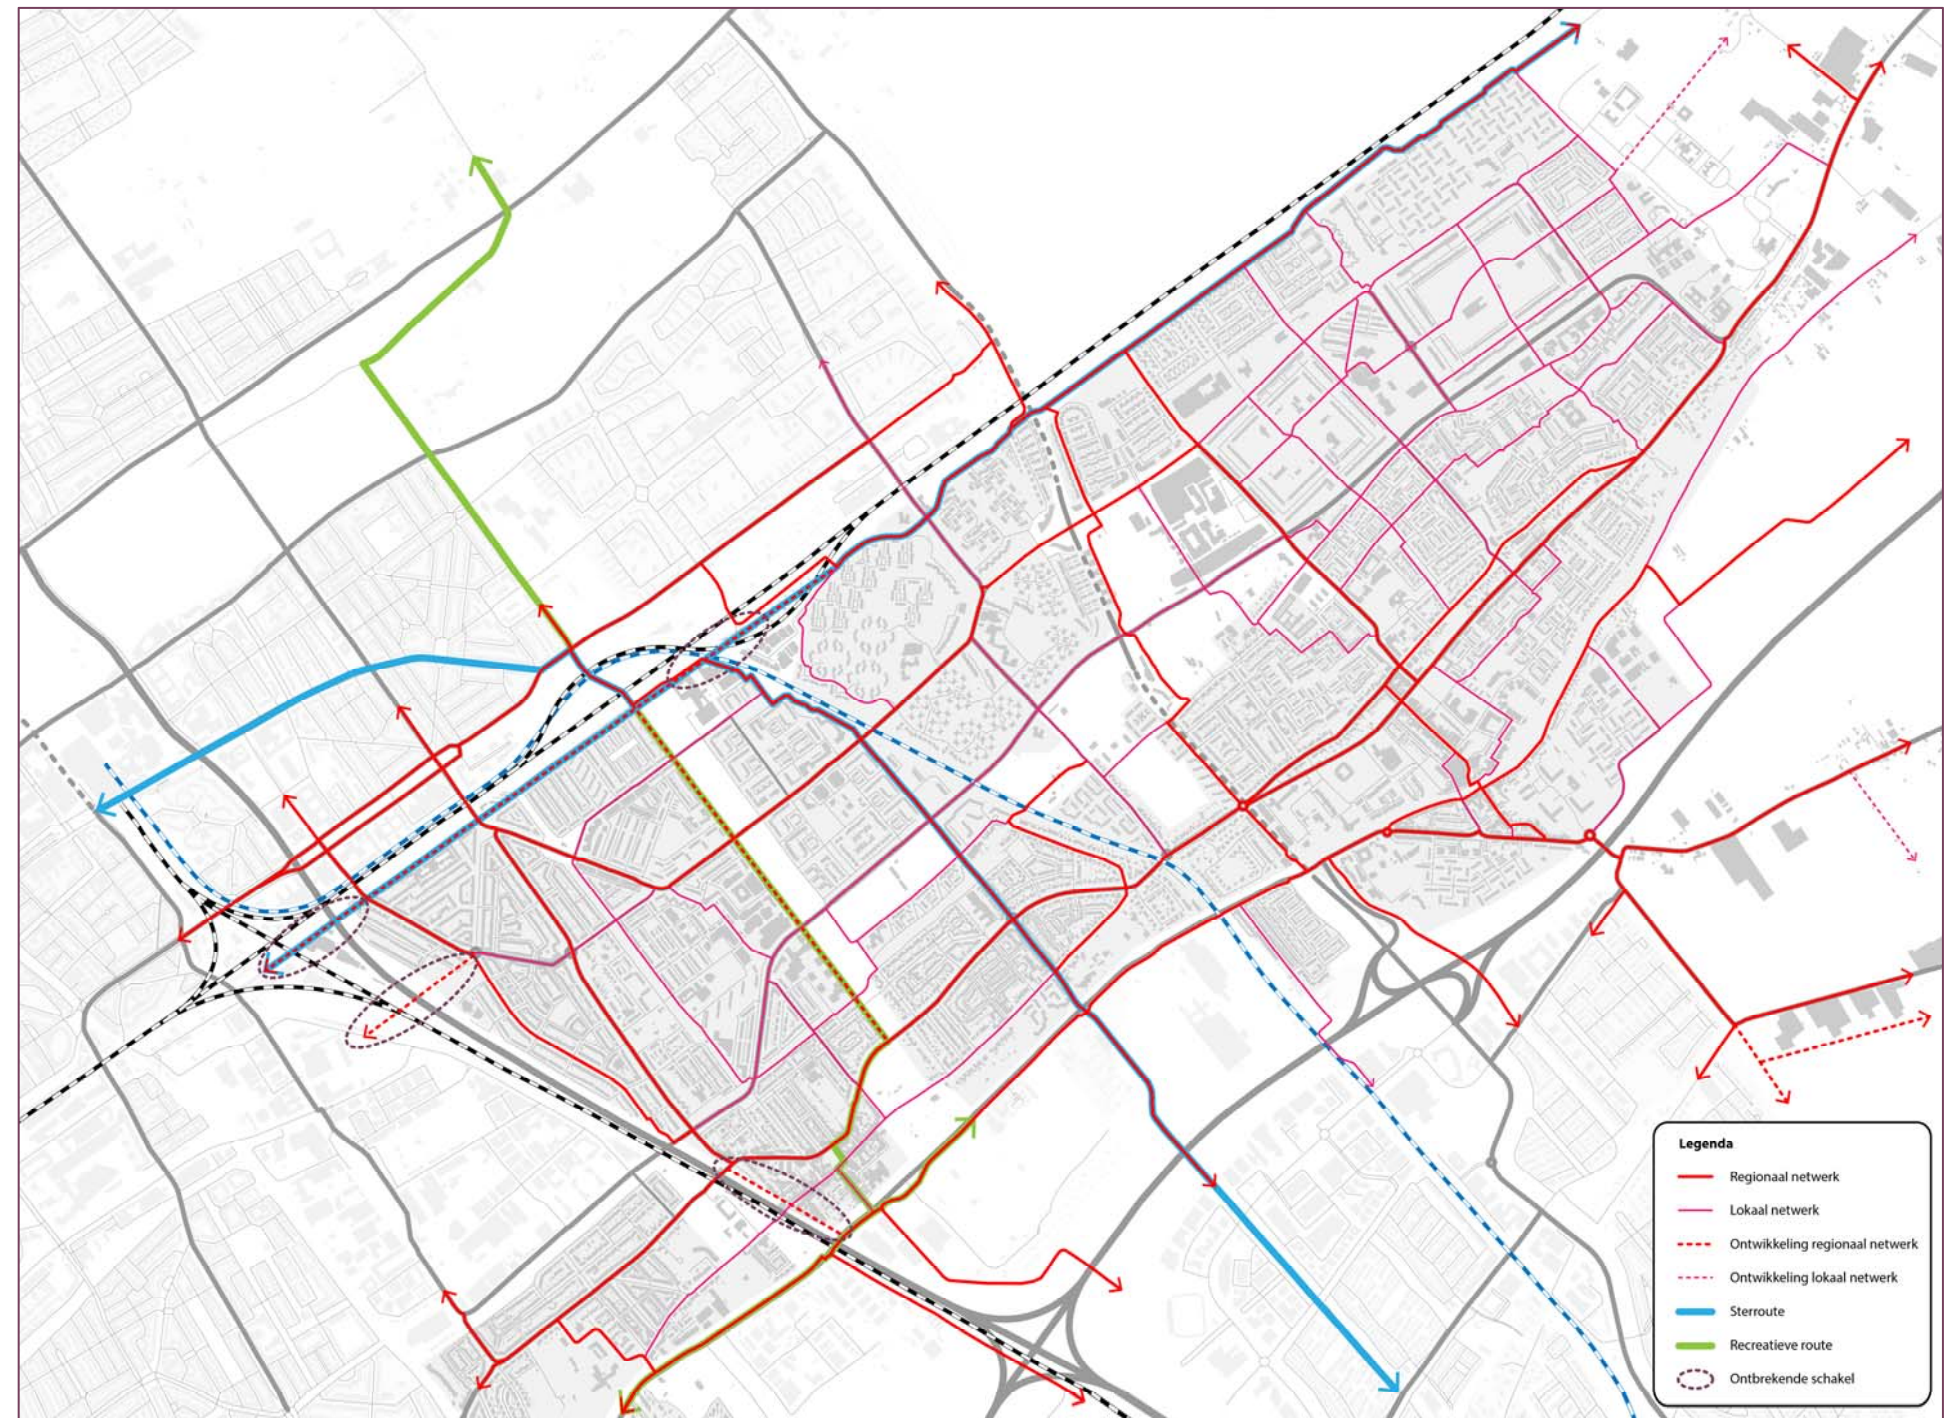 Legenda
Regionaal netwerk
Lokaal netwerk
Ontwikkeling regionaal netwerk
Ontwikkeling lokaal netwerk
Sterroute
Recreatieve route
Ontbrekende schakel